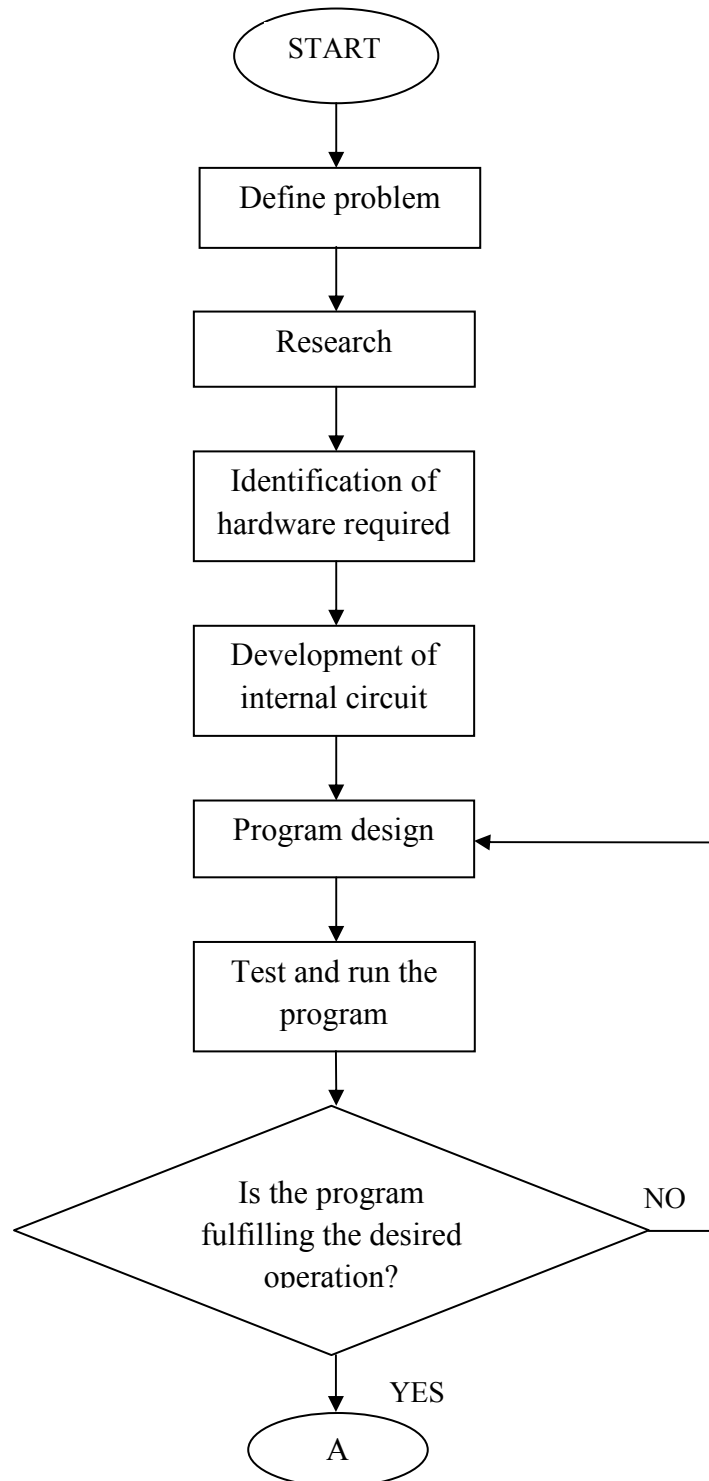 START
Define problem
Research
Identification of
hardware required
Development of
internal circuit
Program design
Test and run the
program
Is the program
fulfilling the desired
operation?
NO
YES
A